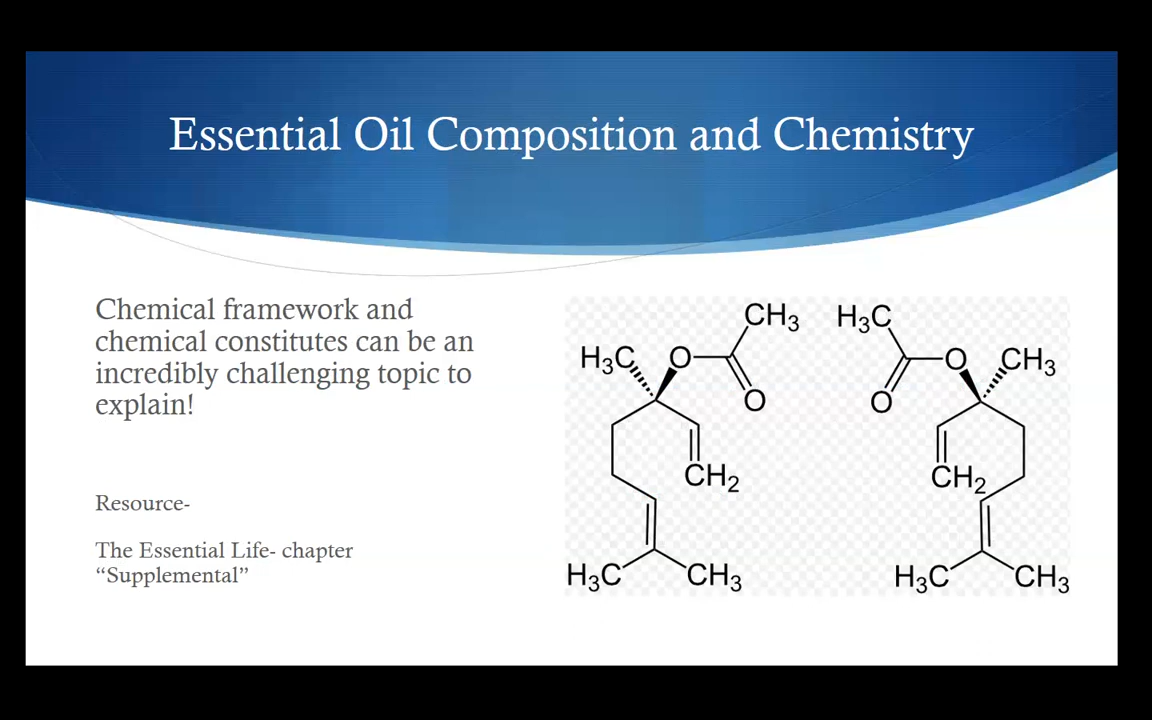 Essential Oil Composition and Chemistry
Chemical framework and
chemical constitutes can be an
incredibly challenging topic to
explain!
Resource-
The Essential Life- chapter
“Supplemental”
CH₃ H₃C
H₃C O O CH₃
O O
CH₂ CH₂
H₃C CH₃ H₃C CH₃